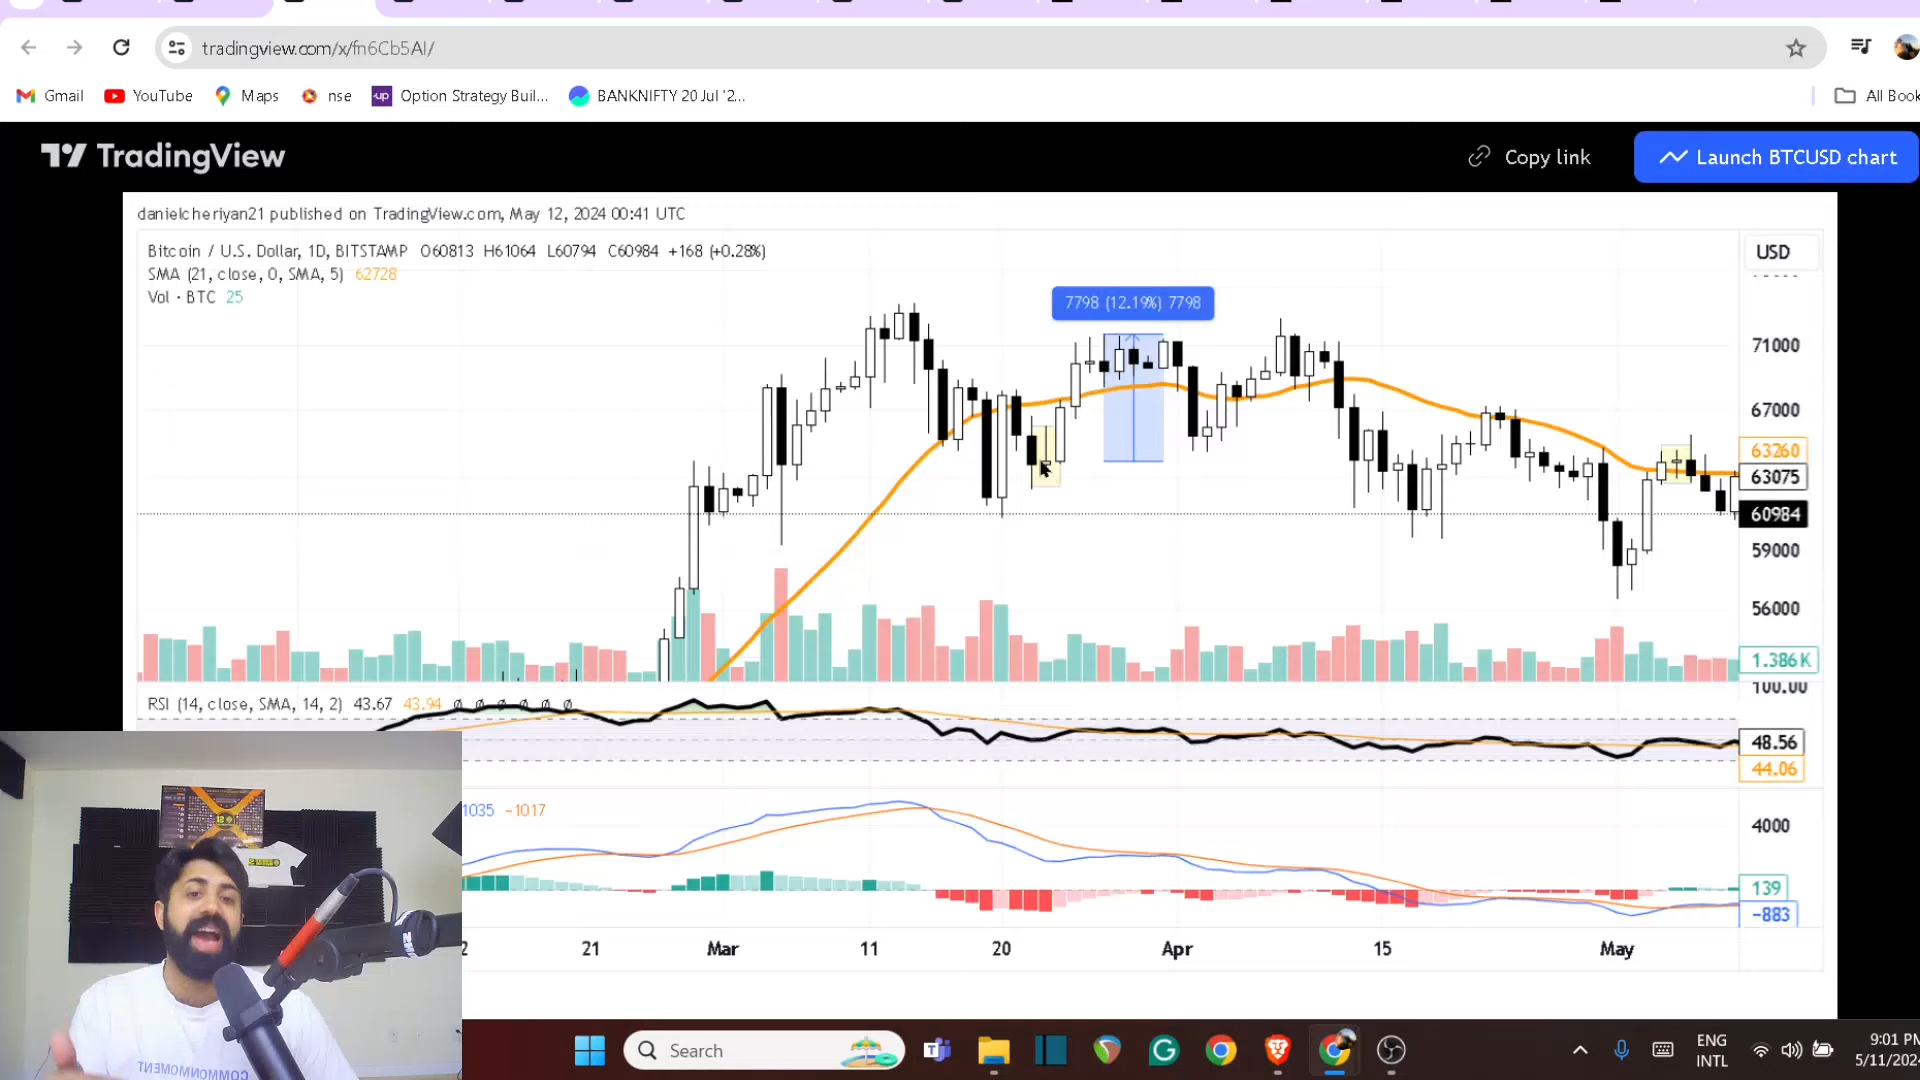 tradingview.com/x/fn6Cb5AI/
Gmail YouTube Maps nse Option Strategy Buil... BANKNIFTY 20 Jul '2... All Book
TradingView Copy link Launch BTCUSD chart
danielcheriyan21 published on TradingView.com, May 12, 2024 00:41 UTC
Bitcoin / U.S. Dollar, 1D, BITSTAMP O60813 H61064 L60794 C60984 +168 (+0.28%) USD
SMA (21, close, 0, SMA, 5) 62728
Vol · BTC 25
7798 (12.19%) 7798
71000
67000
63260
63075
60984
59000
56000
1.386K
100.00
RSI (14, close, SMA, 14, 2) 43.67 43.94 Ø Ø Ø Ø Ø Ø
48.56
44.06
1035 -1017
4000
139
-883
2 21 Mar 11 20 Apr 15 May
COMMONMOMENT
Search
ENG
INTL
9:01 PM
5/11/2024